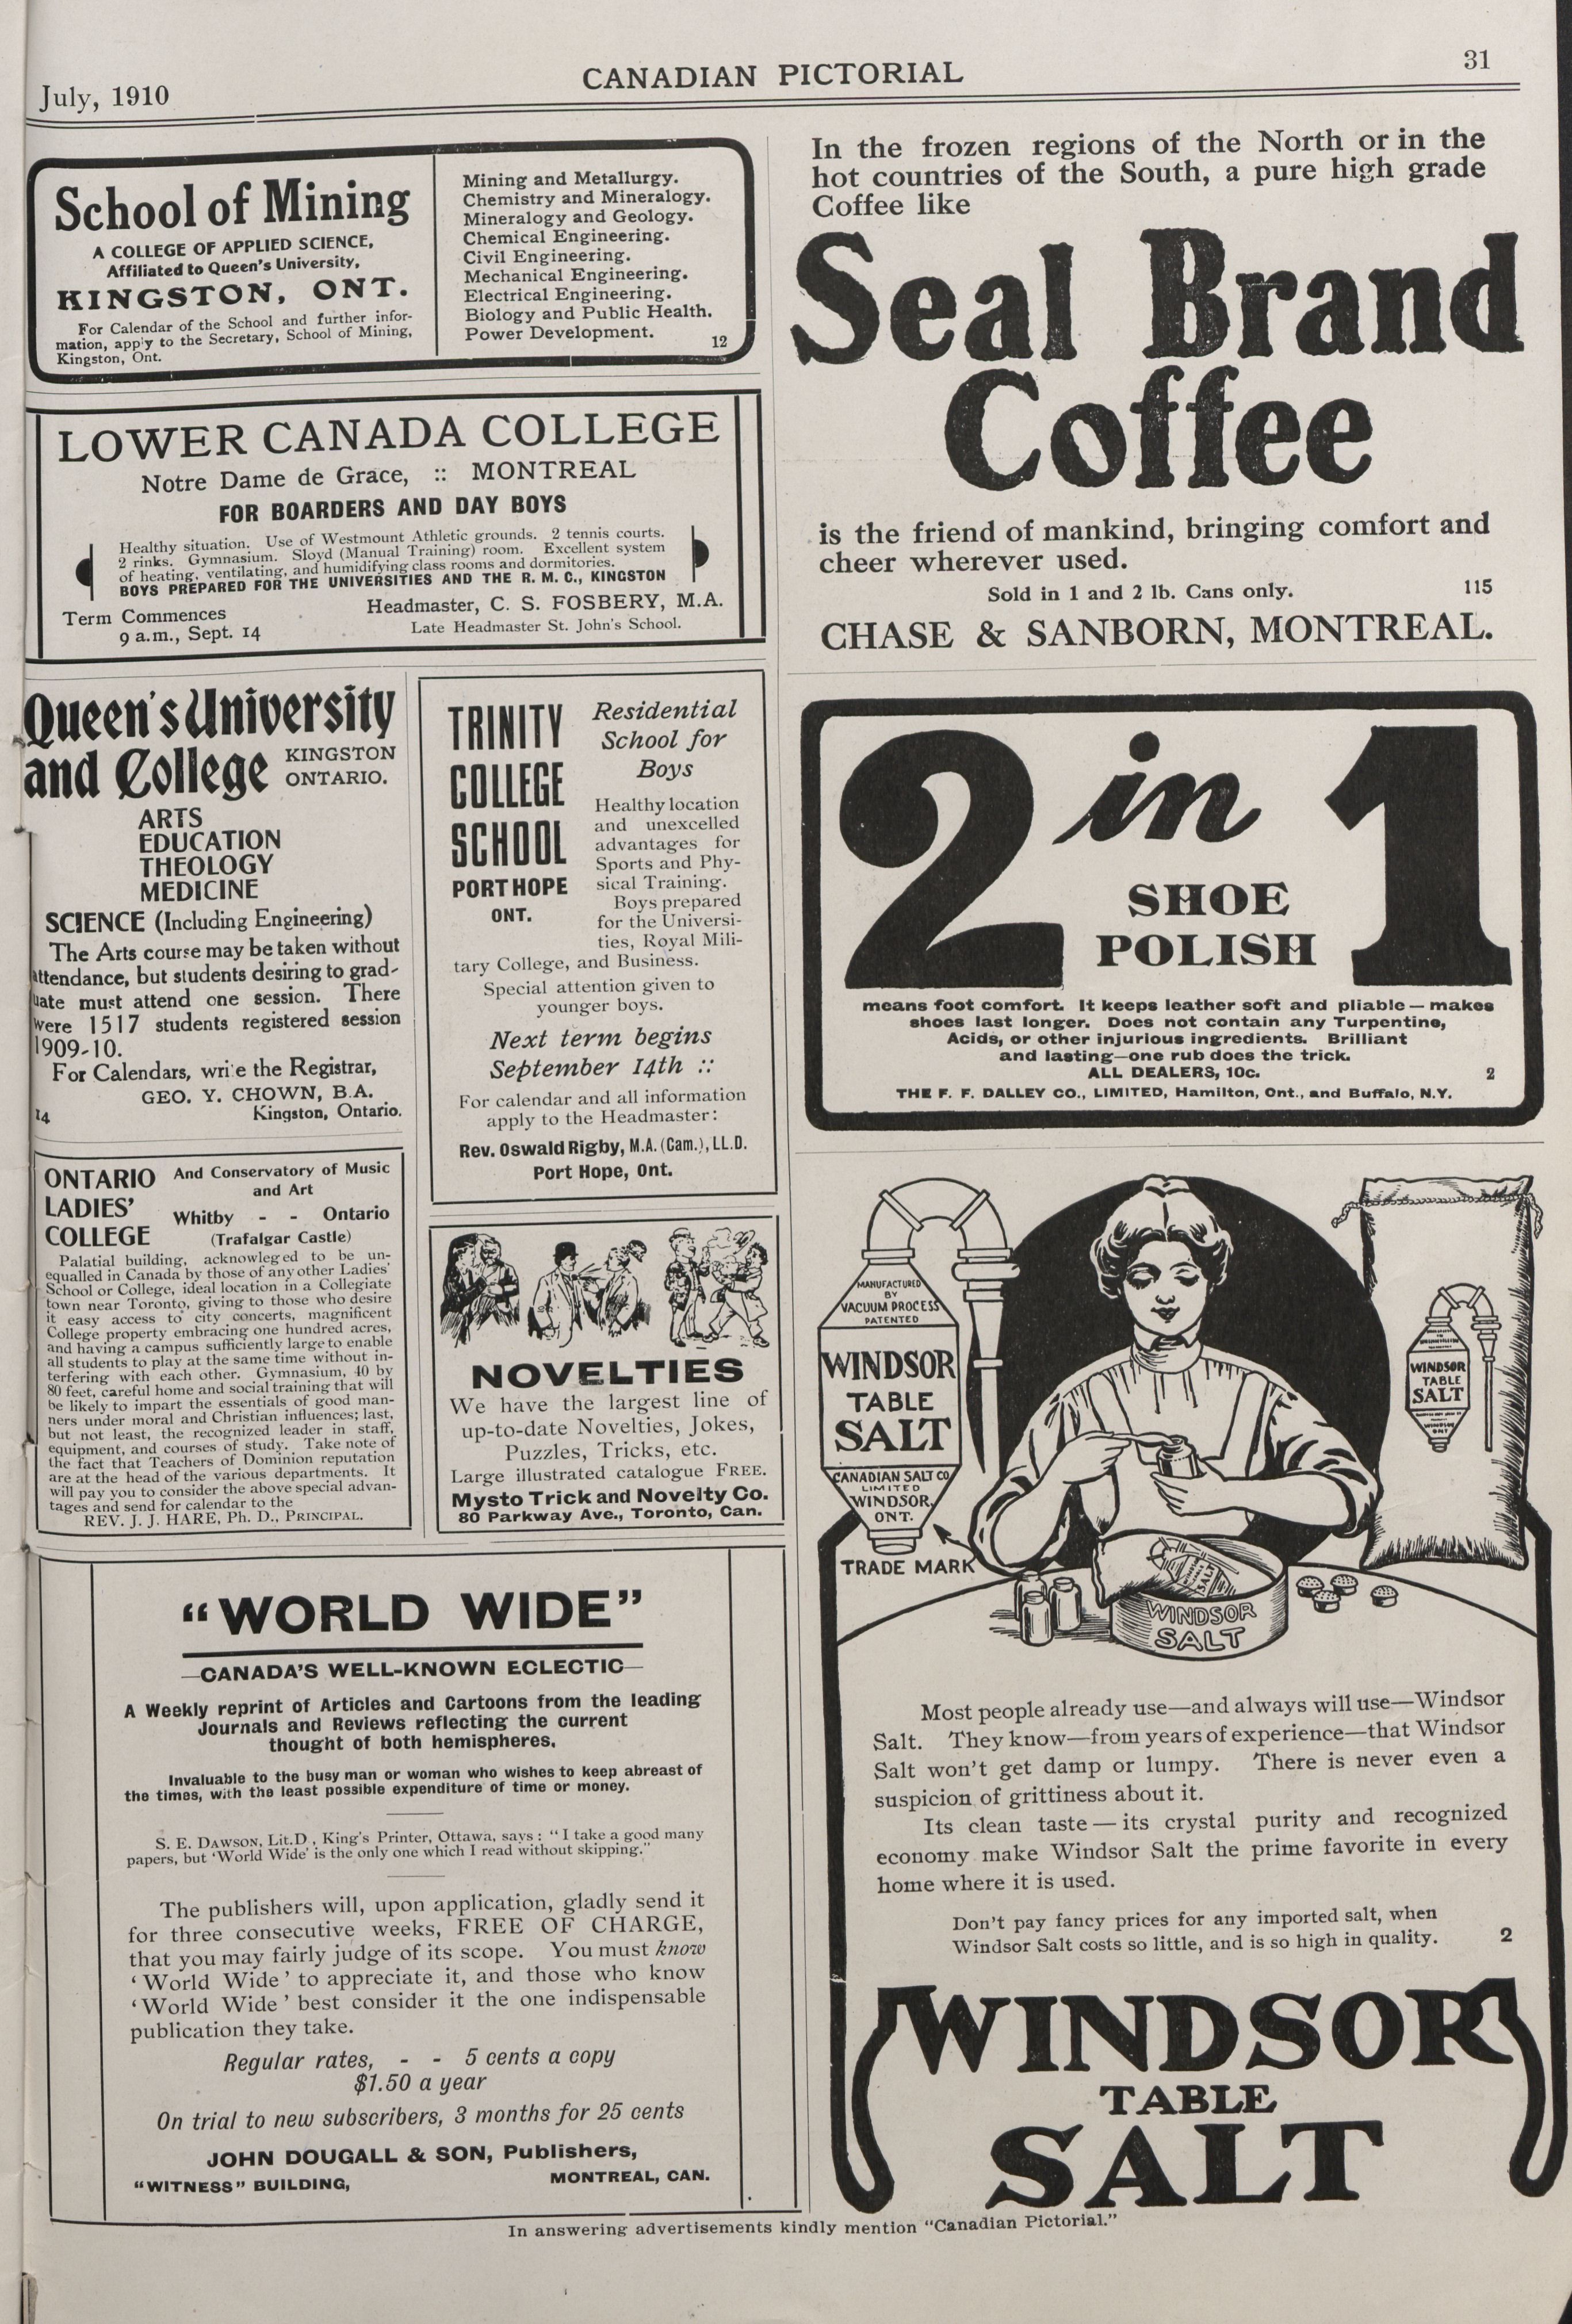 July, 1910
CANADIAN PICTORIAL
31
School of Mining
A COLLEGE OF APPLIED SCIENCE,
Affiliated to Queen's University,
KINGSTON, ONT.
For Calendar of the School and further infor-
mation, apply to the Secretary, School of Mining,
Kingston, Ont.
Mining and Metallurgy.
Chemistry and Mineralogy.
Mineralogy and Geology.
Chemical Engineering.
Civil Engineering.
Mechanical Engineering.
Electrical Engineering.
Biology and Public Health.
Power Development.
12
LOWER CANADA COLLEGE
Notre Dame de Grace, :: MONTREAL
FOR BOARDERS AND DAY BOYS
Healthy situation. Use of Westmount Athletic grounds. 2 tennis courts.
2 rinks. Gymnasium. Sloyd (Manual Training) room. Excellent system
of heating, ventilating, and humidifying class rooms and dormitories.
BOYS PREPARED FOR THE UNIVERSITIES AND THE R. M. C., KINGSTON
Term Commences
9 a.m., Sept. 14
Headmaster, C. S. FOSBERY, M.A.
Late Headmaster St. John's School.
Queen's University
and College
KINGSTON
ONTARIO.
ARTS
EDUCATION
THEOLOGY
MEDICINE
SCIENCE (Including Engineering)
The Arts course may be taken without
attendance, but students desiring to grad-
uate must attend one session. There
were 1517 students registered session
1909-10.
For Calendars, wri e the Registrar,
GEO. Y. CHOWN, B.A.
14
Kingston, Ontario.
TRINITY
COLLEGE
SCHOOL
PORT HOPE
ONT.
Residential
School for
Boys
Healthy location
and unexcelled
advantages for
Sports and Phy-
sical Training.
Boys prepared
for the Universi-
ties, Royal Mili-
tary College, and Business.
Special attention given to
younger boys.
Next term begins
September 14th ::
For calendar and all information
apply to the Headmaster:
Rev. Oswald Rigby, M.A. (Cam.), LL.D.
Port Hope, Ont.
ONTARIO
LADIES'
COLLEGE
And Conservatory of Music
and Art
Whitby - - Ontario
(Trafalgar Castle)
Palatial building, acknowleged to be un-
equalled in Canada by those of any other Ladies'
School or College, ideal location in a Collegiate
town near Toronto, giving to those who desire
it easy access to city concerts, magnificent
College property embracing one hundred acres,
and having a campus sufficiently large to enable
all students to play at the same time without in-
terfering with each other. Gymnasium, 40 by
80 feet, careful home and social training that will
be likely to impart the essentials of good man-
ners under moral and Christian influences; last,
but not least, the recognized leader in staff,
equipment, and courses of study. Take note of
the fact that Teachers of Dominion reputation
are at the head of the various departments. It
will pay you to consider the above special advan-
tages and send for calendar to the
REV. J. J. HARE, Ph. D., PRINCIPAL.
NOVELTIES
We have the largest line of
up-to-date Novelties, Jokes,
Puzzles, Tricks, etc.
Large illustrated catalogue FREE.
Mysto Trick and Novelty Co.
80 Parkway Ave., Toronto, Can.
"WORLD WIDE"
—CANADA'S WELL-KNOWN ECLECTIC—
A Weekly reprint of Articles and Cartoons from the leading
Journals and Reviews reflecting the current
thought of both hemispheres.
Invaluable to the busy man or woman who wishes to keep abreast of
the times, with the least possible expenditure of time or money.
S. E. DAWSON, Lit.D., King's Printer, Ottawa, says: "I take a good many
papers, but 'World Wide' is the only one which I read without skipping."
The publishers will, upon application, gladly send it
for three consecutive weeks, FREE OF CHARGE,
that you may fairly judge of its scope. You must know
'World Wide' to appreciate it, and those who know
'World Wide' best consider it the one indispensable
publication they take.
Regular rates, - - 5 cents a copy
$1.50 a year
On trial to new subscribers, 3 months for 25 cents
JOHN DOUGALL & SON, Publishers,
"WITNESS" BUILDING, MONTREAL, CAN.
In the frozen regions of the North or in the
hot countries of the South, a pure high grade
Coffee like
Seal Brand
Coffee
is the friend of mankind, bringing comfort and
cheer wherever used.
Sold in 1 and 2 lb. Cans only.
115
CHASE & SANBORN, MONTREAL.
2 in 1
SHOE
POLISH
means foot comfort. It keeps leather soft and pliable — makes
shoes last longer. Does not contain any Turpentine,
Acids, or other injurious ingredients. Brilliant
and lasting—one rub does the trick.
ALL DEALERS, 10c.
2
THE F. F. DALLEY CO., LIMITED, Hamilton, Ont., and Buffalo, N.Y.
MANUFACTURED
BY
VACUUM PROCESS
PATENTED
WINDSOR
TABLE
SALT
CANADIAN SALT CO
LIMITED
WINDSOR,
ONT.
TRADE MARK
WINDSOR
TABLE
SALT
WINDSOR
SALT
Most people already use—and always will use—Windsor
Salt. They know—from years of experience—that Windsor
Salt won't get damp or lumpy. There is never even a
suspicion of grittiness about it.
Its clean taste — its crystal purity and recognized
economy make Windsor Salt the prime favorite in every
home where it is used.
Don't pay fancy prices for any imported salt, when
Windsor Salt costs so little, and is so high in quality.
2
WINDSOR
TABLE
SALT
In answering advertisements kindly mention "Canadian Pictorial."